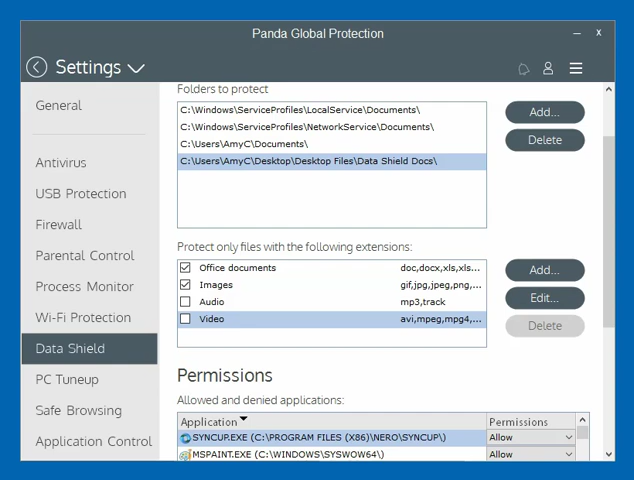 Panda Global Protection
Settings
General
Antivirus
USB Protection
Firewall
Parental Control
Process Monitor
Wi-Fi Protection
Data Shield
PC Tuneup
Safe Browsing
Application Control
Folders to protect
C:\Windows\ServiceProfiles\LocalService\Documents\
C:\Windows\ServiceProfiles\NetworkService\Documents\
C:\Users\AmyC\Documents\
C:\Users\AmyC\Desktop\Desktop Files\Data Shield Docs\
Add...
Delete
Protect only files with the following extensions:
Office documents doc,docx,xls,xls...
Images gif,jpg,jpeg,png,...
Audio mp3,track
Video avi,mpeg,mpg4,...
Add...
Edit...
Delete
Permissions
Allowed and denied applications:
Application Permissions
SYNCUP.EXE (C:\PROGRAM FILES (X86)\NERO\SYNCUP\) Allow
MSPAINT.EXE (C:\WINDOWS\SYSWOW64\) Allow